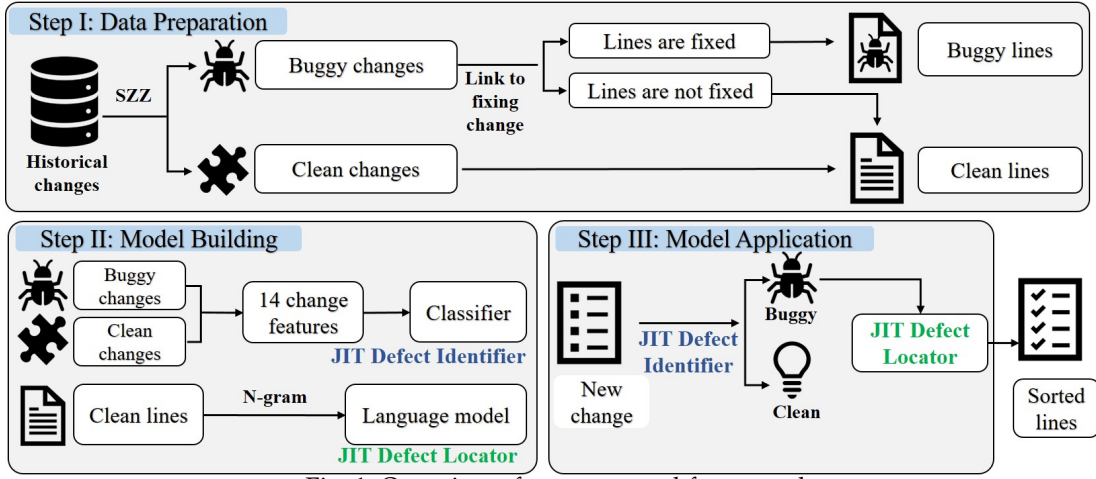 Step I: Data Preparation
Lines are fixed
Buggy changes
Buggy lines
SZZ
Link to
fixing
change
Lines are not fixed
Historical
changes
Clean changes
Clean lines
Step II: Model Building
Buggy
changes
14 change
features
Classifier
Clean
changes
JIT Defect Identifier
Clean lines
N-gram
Language model
JIT Defect Locator
Step III: Model Application
Buggy
JIT Defect
Identifier
JIT Defect
Locator
New
change
Clean
Sorted
lines